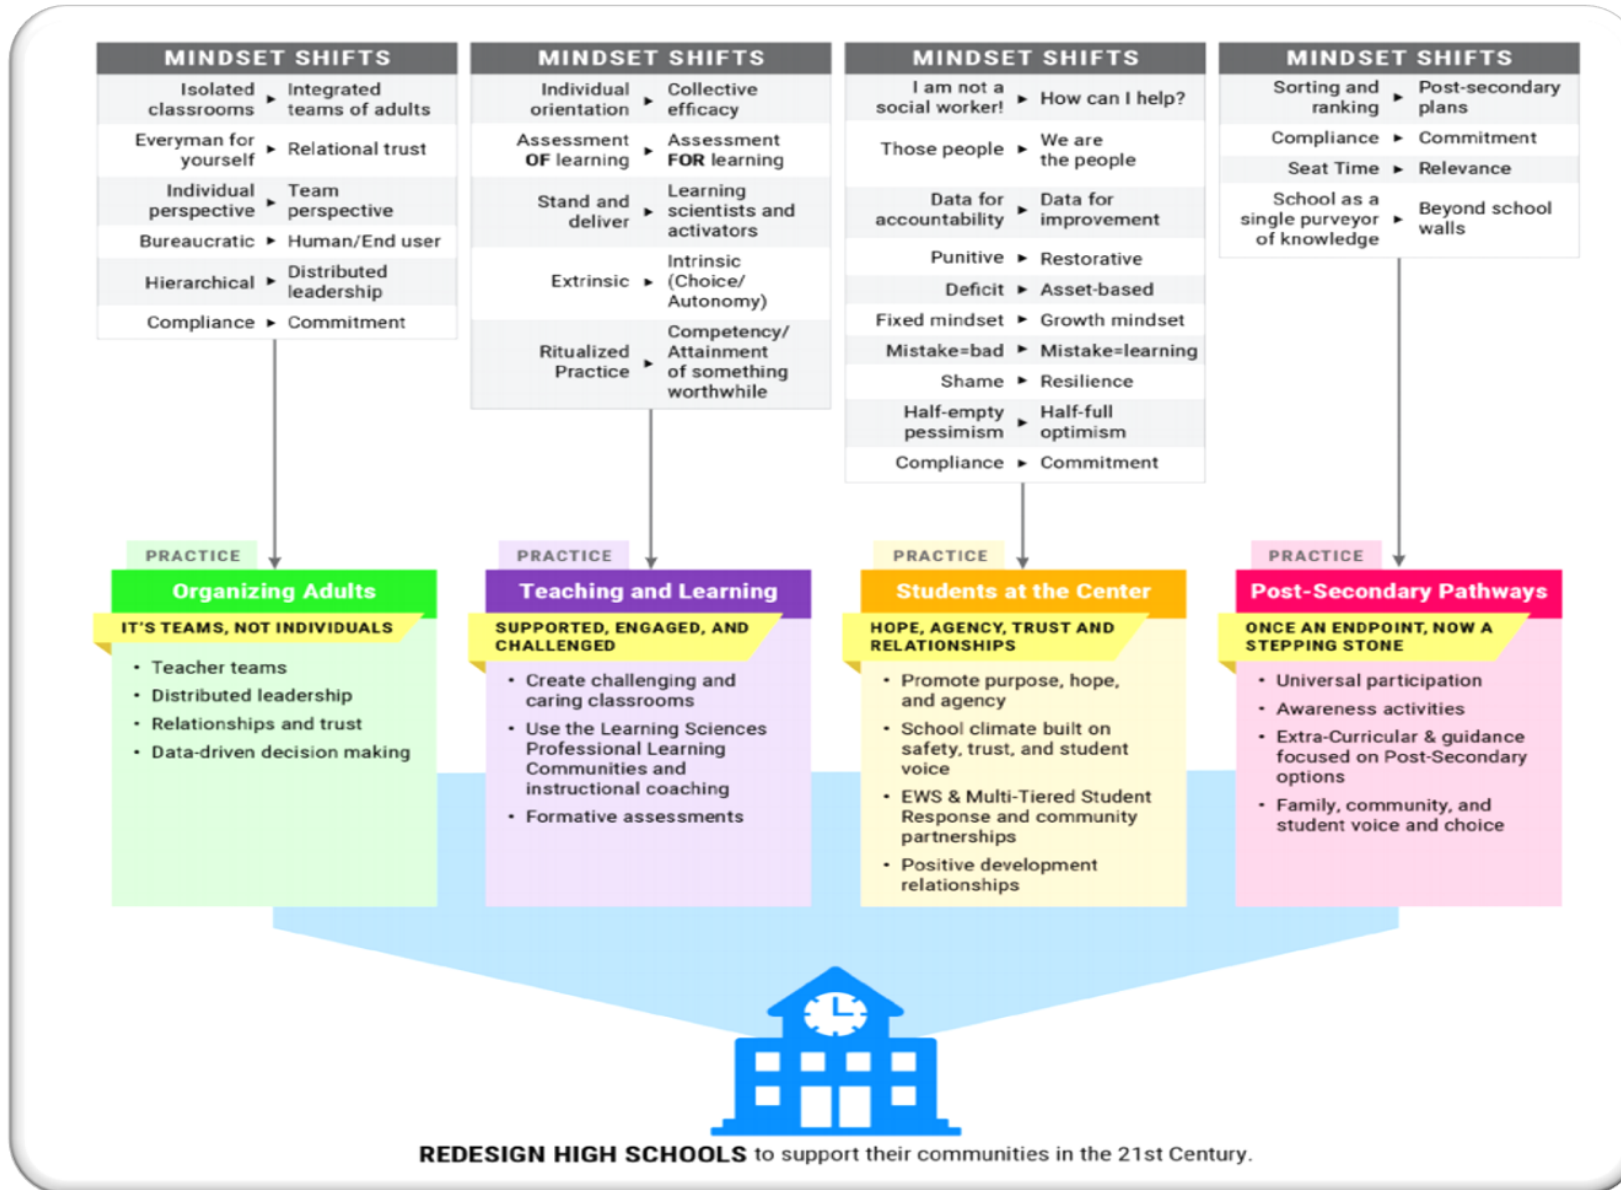 MINDSET SHIFTS
Isolated classrooms ▸ Integrated teams of adults
Everyman for yourself ▸ Relational trust
Individual perspective ▸ Team perspective
Bureaucratic ▸ Human/End user
Hierarchical ▸ Distributed leadership
Compliance ▸ Commitment
MINDSET SHIFTS
Individual orientation ▸ Collective efficacy
Assessment OF learning ▸ Assessment FOR learning
Stand and deliver ▸ Learning scientists and activators
Extrinsic ▸ Intrinsic (Choice/ Autonomy)
Ritualized Practice ▸ Competency/ Attainment of something worthwhile
MINDSET SHIFTS
I am not a social worker! ▸ How can I help?
Those people ▸ We are the people
Data for accountability ▸ Data for improvement
Punitive ▸ Restorative
Deficit ▸ Asset-based
Fixed mindset ▸ Growth mindset
Mistake=bad ▸ Mistake=learning
Shame ▸ Resilience
Half-empty pessimism ▸ Half-full optimism
Compliance ▸ Commitment
MINDSET SHIFTS
Sorting and ranking ▸ Post-secondary plans
Compliance ▸ Commitment
Seat Time ▸ Relevance
School as a single purveyor of knowledge ▸ Beyond school walls
PRACTICE
Organizing Adults
IT'S TEAMS, NOT INDIVIDUALS
• Teacher teams
• Distributed leadership
• Relationships and trust
• Data-driven decision making
PRACTICE
Teaching and Learning
SUPPORTED, ENGAGED, AND
CHALLENGED
• Create challenging and
caring classrooms
• Use the Learning Sciences
Professional Learning
Communities and
instructional coaching
• Formative assessments
PRACTICE
Students at the Center
HOPE, AGENCY, TRUST AND
RELATIONSHIPS
• Promote purpose, hope,
and agency
• School climate built on
safety, trust, and student
voice
• EWS & Multi-Tiered Student
Response and community
partnerships
• Positive development
relationships
PRACTICE
Post-Secondary Pathways
ONCE AN ENDPOINT, NOW A
STEPPING STONE
• Universal participation
• Awareness activities
• Extra-Curricular & guidance
focused on Post-Secondary
options
• Family, community, and
student voice and choice
REDESIGN HIGH SCHOOLS to support their communities in the 21st Century.